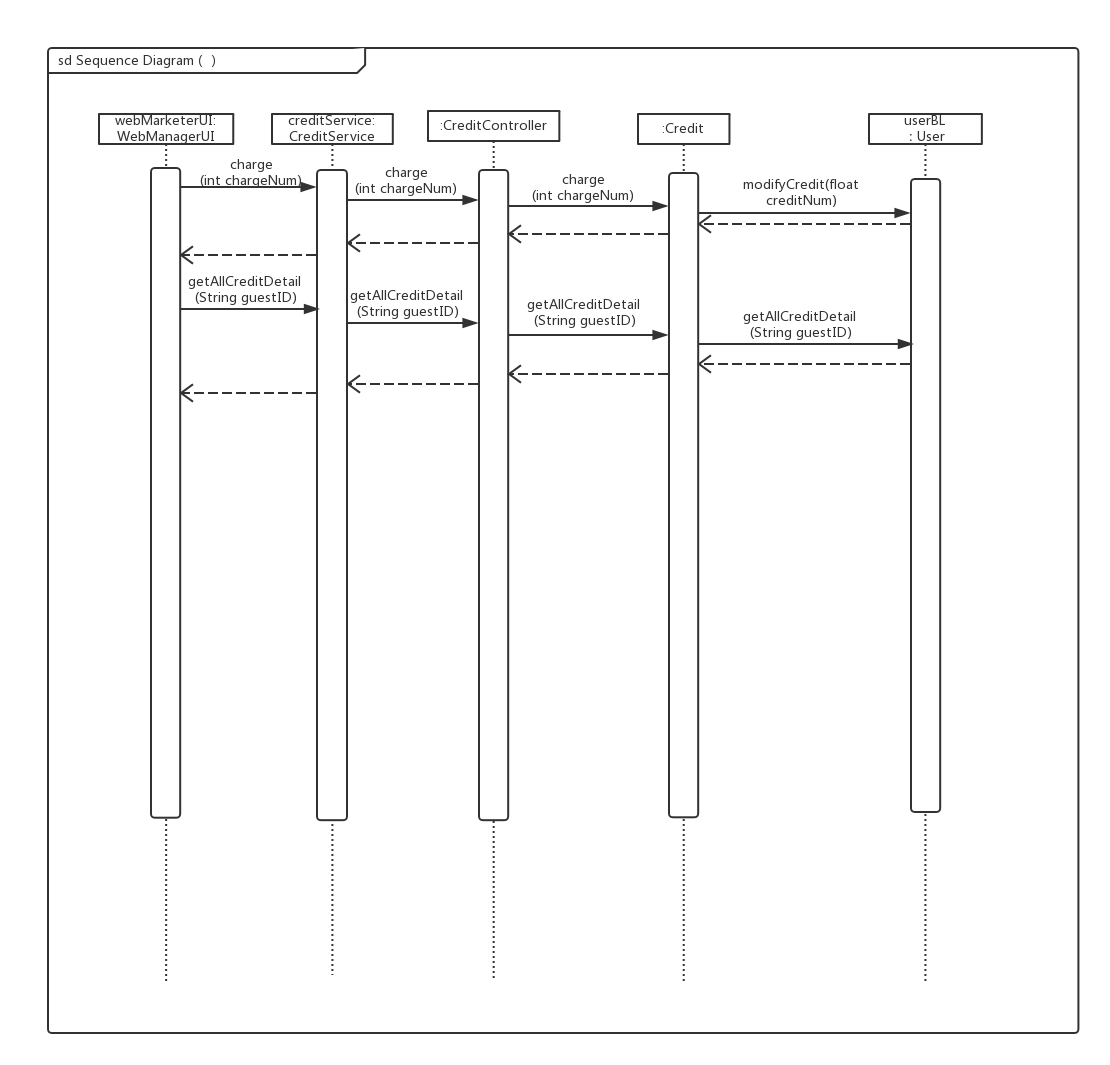 sd Sequence Diagram (  )
webMarketerUI:
WebManagerUI
creditService:
CreditService
:CreditController
:Credit
userBL
: User
charge
(int chargeNum)
charge
(int chargeNum)
charge
(int chargeNum)
modifyCredit(float
creditNum)
getAllCreditDetail
(String guestID)
getAllCreditDetail
(String guestID)
getAllCreditDetail
(String guestID)
getAllCreditDetail
(String guestID)